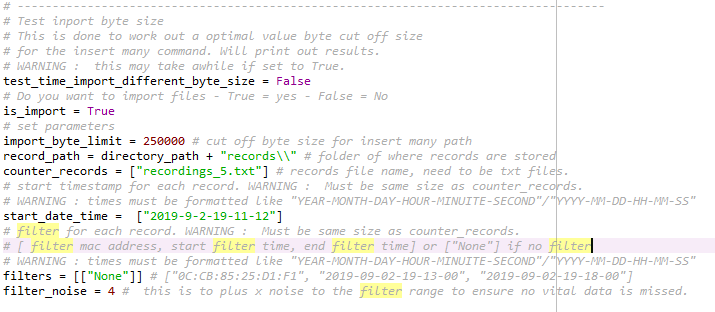 # ---------------------------------------------------------------------------
# Test inport byte size
# This is done to work out a optimal value byte cut off size
# for the insert many command. Will print out results.
# WARNING :  this may take awhile if set to True.
test_time_import_different_byte_size = False
# Do you want to import files - True = yes - False = No
is_import = True
# set parameters
import_byte_limit = 250000 # cut off byte size for insert many path
record_path = directory_path + "records\\" # folder of where records are stored
counter_records = ["recordings_5.txt"] # records file name, need to be txt files.
# start timestamp for each record. WARNING :  Must be same size as counter_records.
# WARNING : times must be formatted like "YEAR-MONTH-DAY-HOUR-MINUITE-SECOND"/"YYYY-MM-DD-HH-MM-SS"
start_date_time =  ["2019-9-2-19-11-12"]
# filter for each record. WARNING :  Must be same size as counter_records.
# [ filter mac address, start filter time, end filter time] or ["None"] if no filter
# WARNING : times must be formatted like "YEAR-MONTH-DAY-HOUR-MINUITE-SECOND"/"YYYY-MM-DD-HH-MM-SS"
filters = [["None"]] # ["0C:CB:85:25:D1:F1", "2019-09-02-19-13-00", "2019-09-02-19-18-00"]
filter_noise = 4 #  this is to plus x noise to the filter range to ensure no vital data is missed.